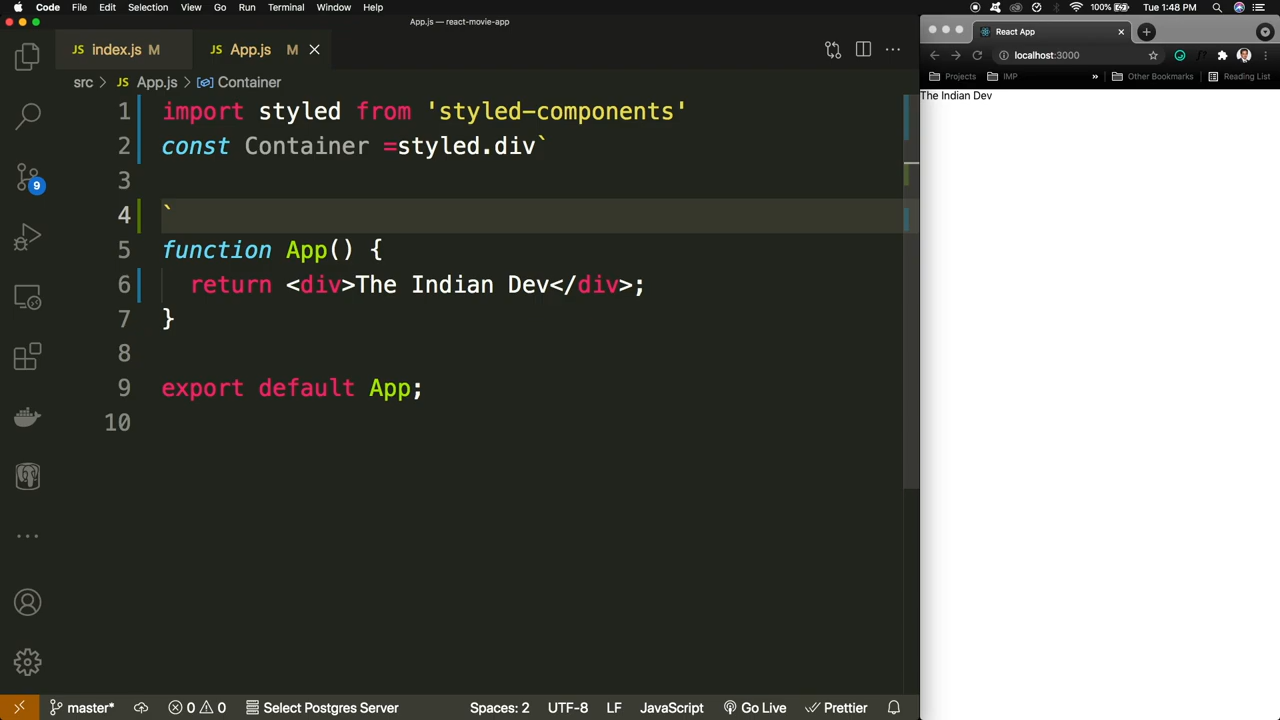 Code File Edit Selection View Go Run Terminal Window Help
100% Tue 1:48 PM
App.js — react-movie-app
JS index.js M
JS App.js M
src > JS App.js > Container
1 import styled from 'styled-components'
2 const Container =styled.div`
3
4 `
5 function App() {
6 return <div>The Indian Dev</div>;
7 }
8
9 export default App;
10
9
master* 0 0 Select Postgres Server Spaces: 2 UTF-8 LF JavaScript Go Live Prettier
React App
localhost:3000
Projects IMP » Other Bookmarks Reading List
The Indian Dev